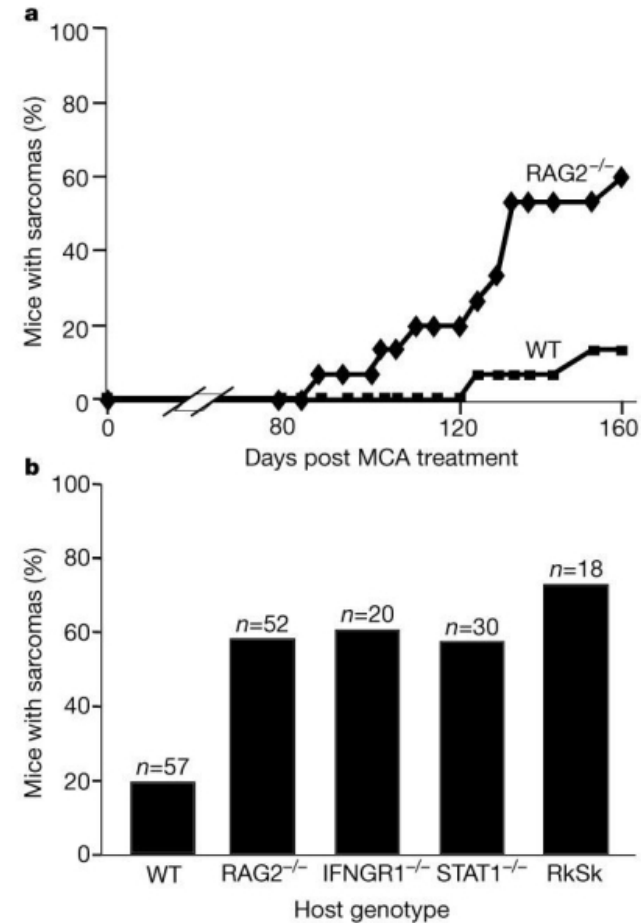 a
100
80
60
40
20
0
Mice with sarcomas (%)
RAG2⁻/⁻
WT
0 80 120 160
Days post MCA treatment
b
100
80
60
40
20
0
Mice with sarcomas (%)
n=57
n=52
n=20
n=30
n=18
WT RAG2⁻/⁻ IFNGR1⁻/⁻ STAT1⁻/⁻ RkSk
Host genotype